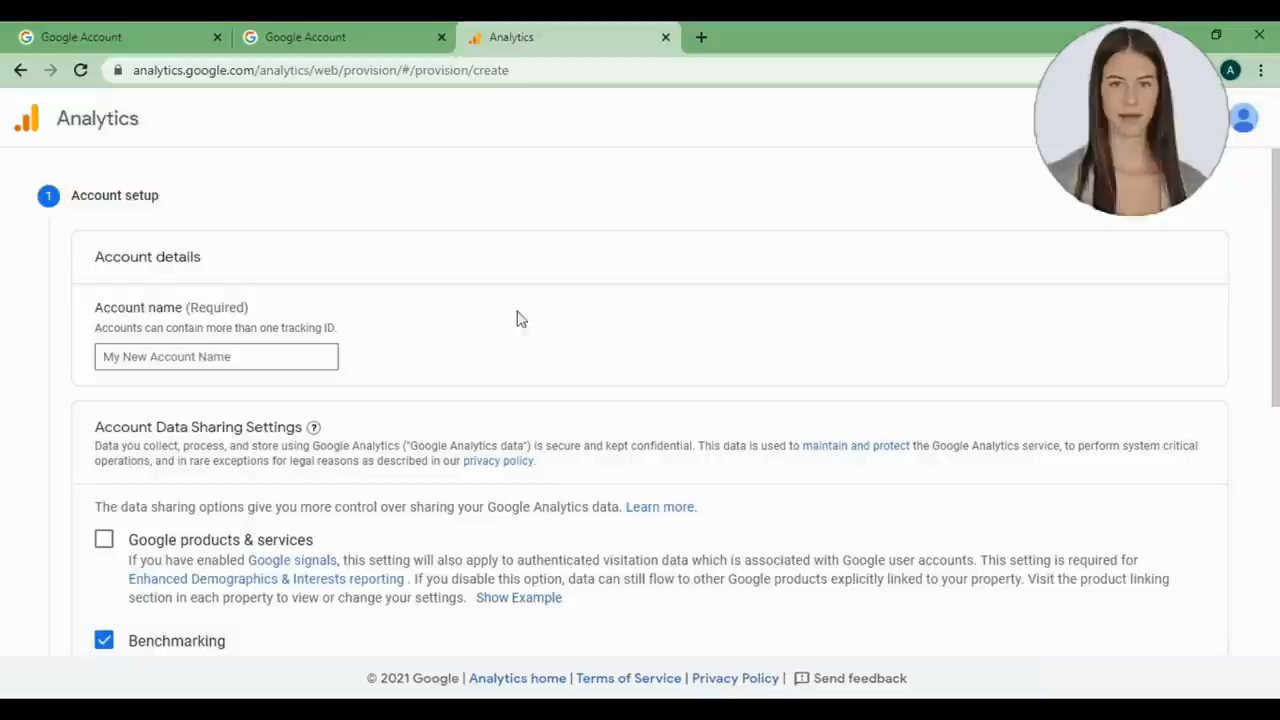 Google Account
Google Account
Analytics
analytics.google.com/analytics/web/provision/#/provision/create
A
Analytics
1 Account setup
Account details
Account name (Required)
Accounts can contain more than one tracking ID.
My New Account Name
Account Data Sharing Settings ?
Data you collect, process, and store using Google Analytics ("Google Analytics data") is secure and kept confidential. This data is used to maintain and protect the Google Analytics service, to perform system critical
operations, and in rare exceptions for legal reasons as described in our privacy policy.
The data sharing options give you more control over sharing your Google Analytics data. Learn more.
Google products & services
If you have enabled Google signals, this setting will also apply to authenticated visitation data which is associated with Google user accounts. This setting is required for
Enhanced Demographics & Interests reporting . If you disable this option, data can still flow to other Google products explicitly linked to your property. Visit the product linking
section in each property to view or change your settings. Show Example
Benchmarking
© 2021 Google | Analytics home | Terms of Service | Privacy Policy | Send feedback